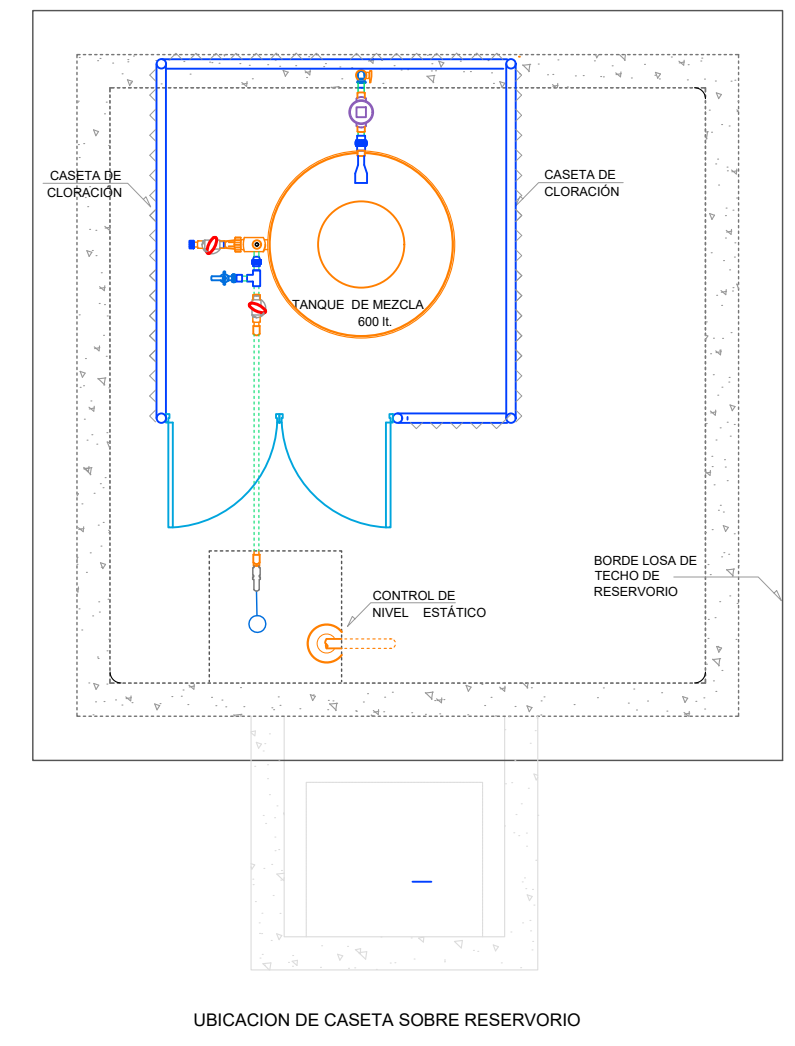 CASETA DE
CLORACIÓN
CASETA DE
CLORACIÓN
TANQUE DE MEZCLA
600 lt.
BORDE LOSA DE
TECHO DE
RESERVORIO
CONTROL DE
NIVEL ESTÁTICO
UBICACION DE CASETA SOBRE RESERVORIO